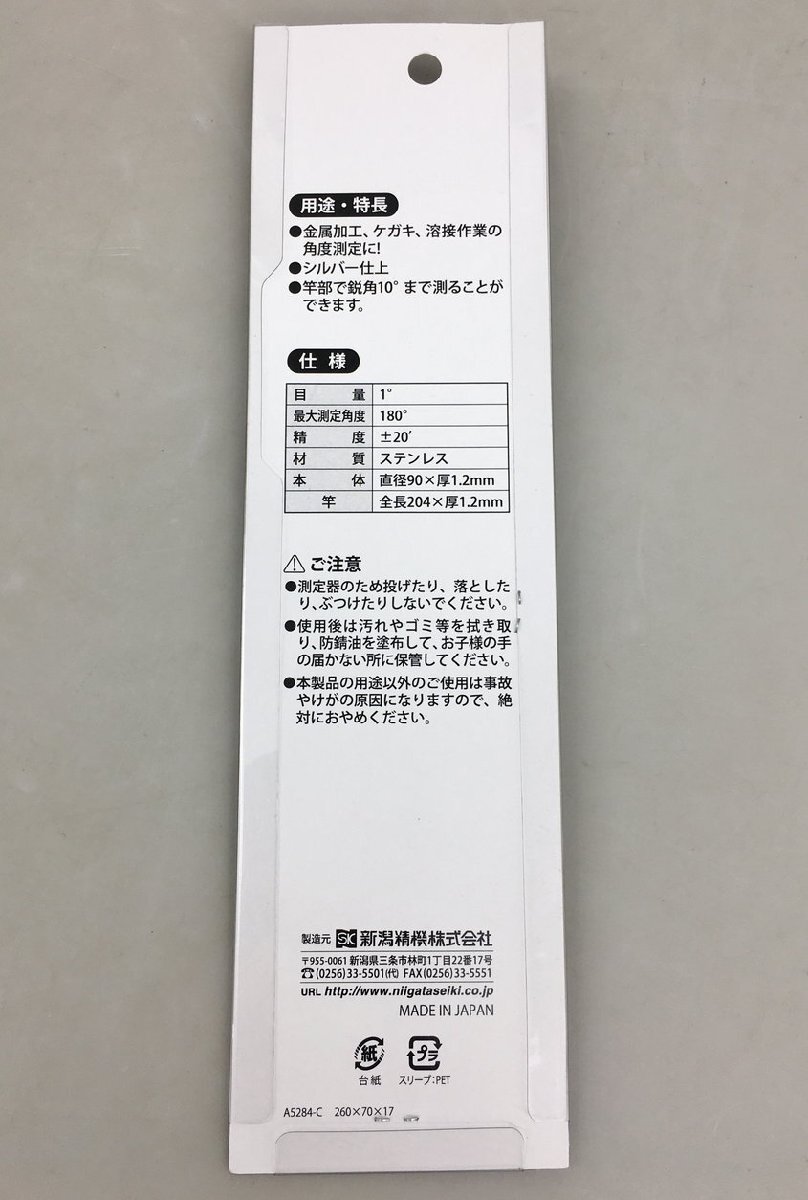 用途・特長
●金属加工、ケガキ、溶接作業の
角度測定に!
●シルバー仕上
●竿部で鋭角10°まで測ることが
できます。
仕様
目量 1°
最大測定角度 180°
精度 ±20′
材質 ステンレス
本体 直径90×厚1.2mm
竿 全長204×厚1.2mm
⚠ ご注意
●測定器のため投げたり、落とした
り、ぶつけたりしないでください。
●使用後は汚れやゴミ等を拭き取
り、防錆油を塗布して、お子様の手
の届かない所に保管してください。
●本製品の用途以外のご使用は事故
やけがの原因になりますので、絶
対におやめください。
製造元 SK 新潟精機株式会社
〒955-0061 新潟県三条市林町1丁目22番17号
☎(0256)33-5501(代) FAX(0256)33-5551
URL http://www.niigataseiki.co.jp
MADE IN JAPAN
紙 プラ
台紙 スリーブ:PET
A5284-C 260×70×17